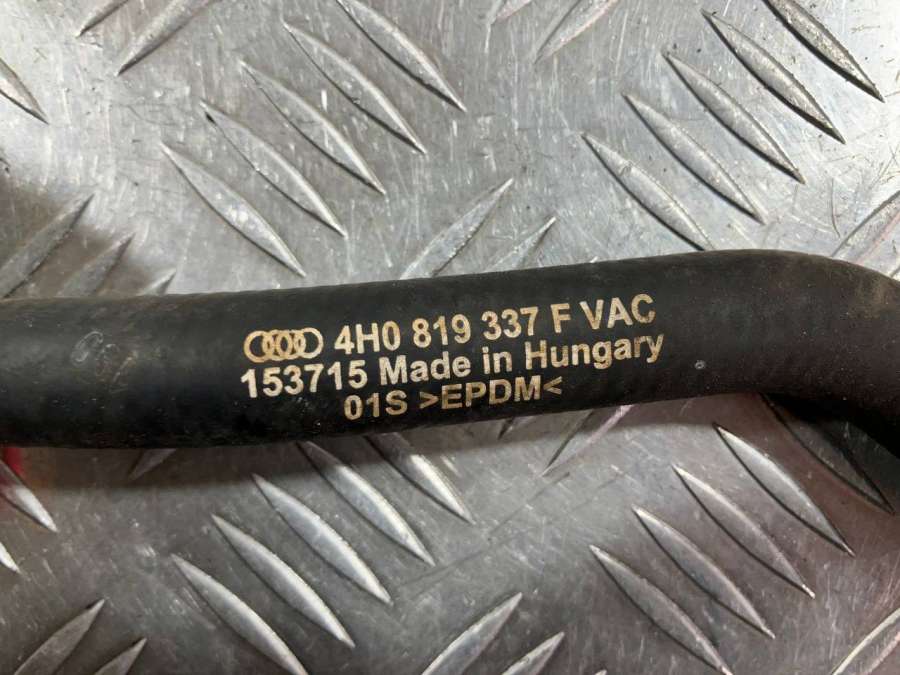 4H0 819 337 F VAC
153715 Made in Hungary
01S >EPDM<